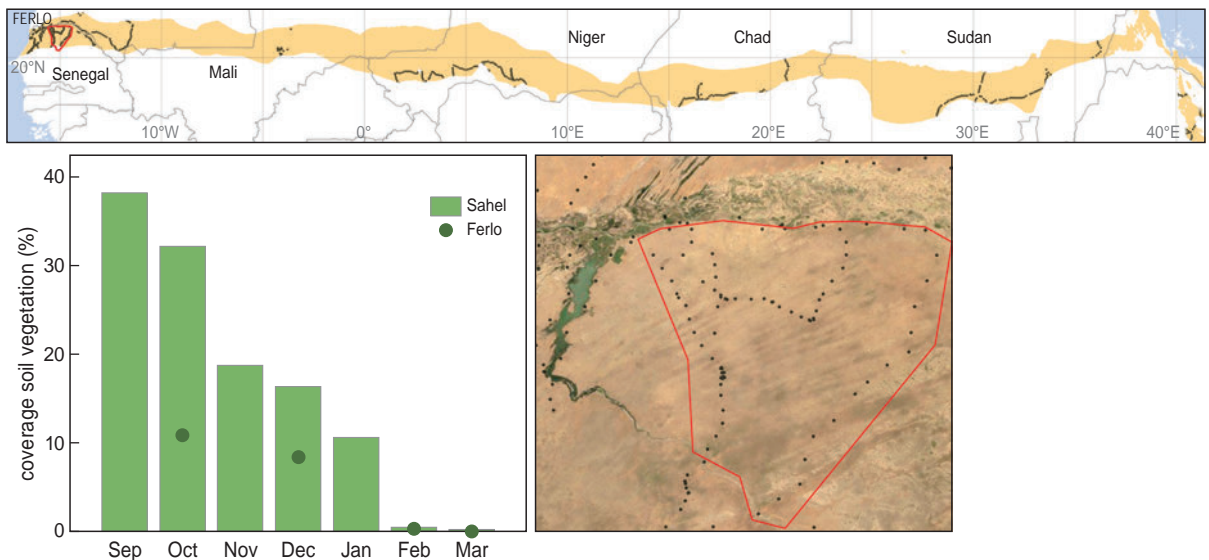 FERLO
Niger
Chad
Sudan
20°N
Senegal
Mali
10°W
0°
10°E
20°E
30°E
40°E
coverage soil vegetation (%)
40
30
20
10
0
Sahel
Ferlo
Sep Oct Nov Dec Jan Feb Mar